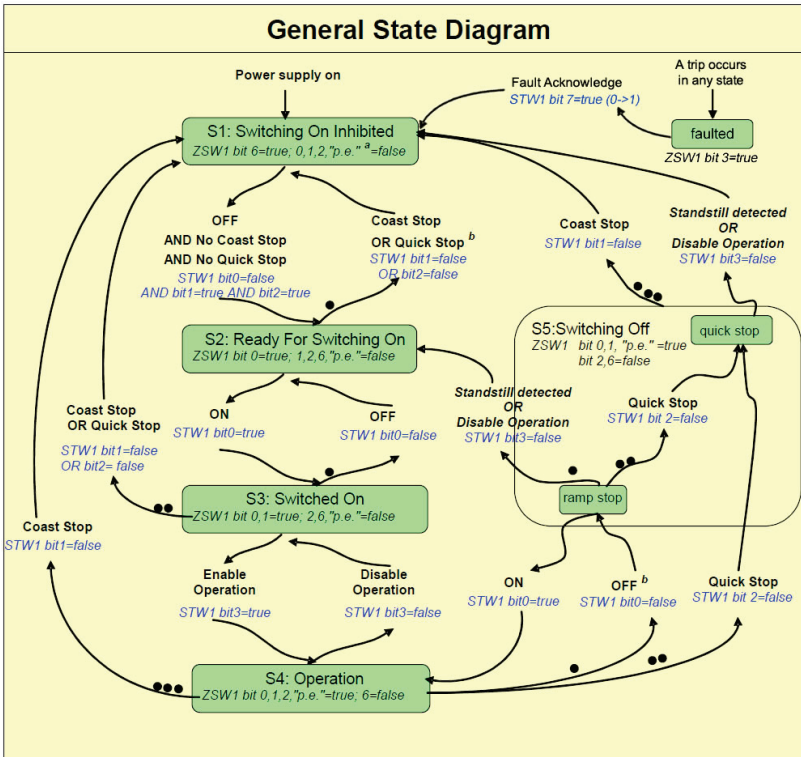 General State Diagram
Power supply on
Fault Acknowledge
STW1 bit 7=true (0->1)
A trip occurs
in any state
S1: Switching On Inhibited
ZSW1 bit 6=true; 0,1,2,"p.e." a =false
faulted
ZSW1 bit 3=true
OFF
AND No Coast Stop
AND No Quick Stop
STW1 bit0=false
AND bit1=true AND bit2=true
Coast Stop
OR Quick Stop b
STW1 bit1=false
OR bit2=false
Coast Stop
STW1 bit1=false
Standstill detected
OR
Disable Operation
STW1 bit3=false
S2: Ready For Switching On
ZSW1 bit 0=true; 1,2,6,"p.e."=false
S5:Switching Off
ZSW1 bit 0,1, "p.e." =true
bit 2,6=false
quick stop
Coast Stop
OR Quick Stop
STW1 bit1=false
OR bit2= false
ON
STW1 bit0=true
OFF
STW1 bit0=false
Standstill detected
OR
Disable Operation
STW1 bit3=false
Quick Stop
STW1 bit 2=false
S3: Switched On
ZSW1 bit 0,1=true; 2,6,"p.e."=false
ramp stop
Coast Stop
STW1 bit1=false
Enable
Operation
STW1 bit3=true
Disable
Operation
STW1 bit3=false
ON
STW1 bit0=true
OFF b
STW1 bit0=false
Quick Stop
STW1 bit 2=false
S4: Operation
ZSW1 bit 0,1,2,"p.e."=true; 6=false